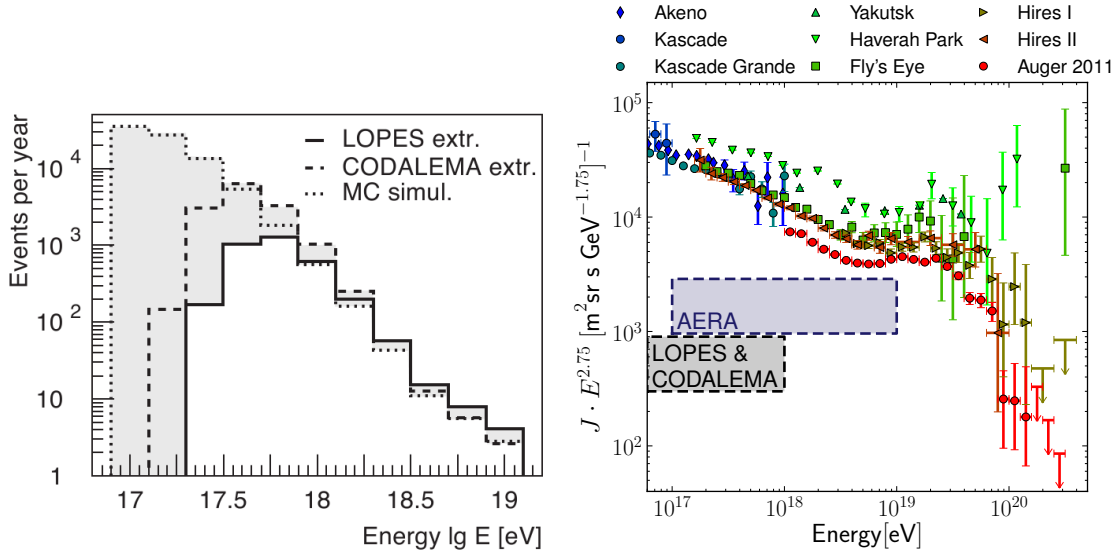 Events per year
10^4
10^3
10^2
10
1
LOPES extr.
CODALEMA extr.
MC simul.
17 17.5 18 18.5 19
Energy lg E [eV]
Akeno Yakutsk Hires I
Kascade Haverah Park Hires II
Kascade Grande Fly's Eye Auger 2011
J · E^2.75 [m^2 sr s GeV^−1.75]^−1
10^5
10^4
10^3
10^2
AERA
LOPES &
CODALEMA
10^17 10^18 10^19 10^20
Energy[eV]